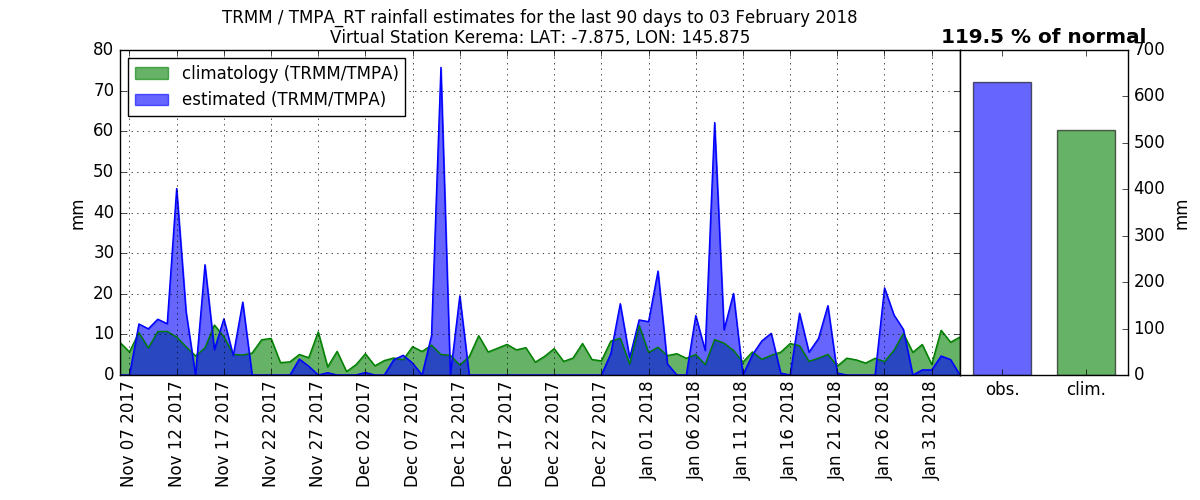 TRMM / TMPA_RT rainfall estimates for the last 90 days to 03 February 2018
Virtual Station Kerema: LAT: -7.875, LON: 145.875
119.5 % of normal
climatology (TRMM/TMPA)
estimated (TRMM/TMPA)
80
70
60
50
40
30
20
10
0
mm
Nov 07 2017
Nov 12 2017
Nov 17 2017
Nov 22 2017
Nov 27 2017
Dec 02 2017
Dec 07 2017
Dec 12 2017
Dec 17 2017
Dec 22 2017
Dec 27 2017
Jan 01 2018
Jan 06 2018
Jan 11 2018
Jan 16 2018
Jan 21 2018
Jan 26 2018
Jan 31 2018
obs.
clim.
700
600
500
400
300
200
100
0
mm